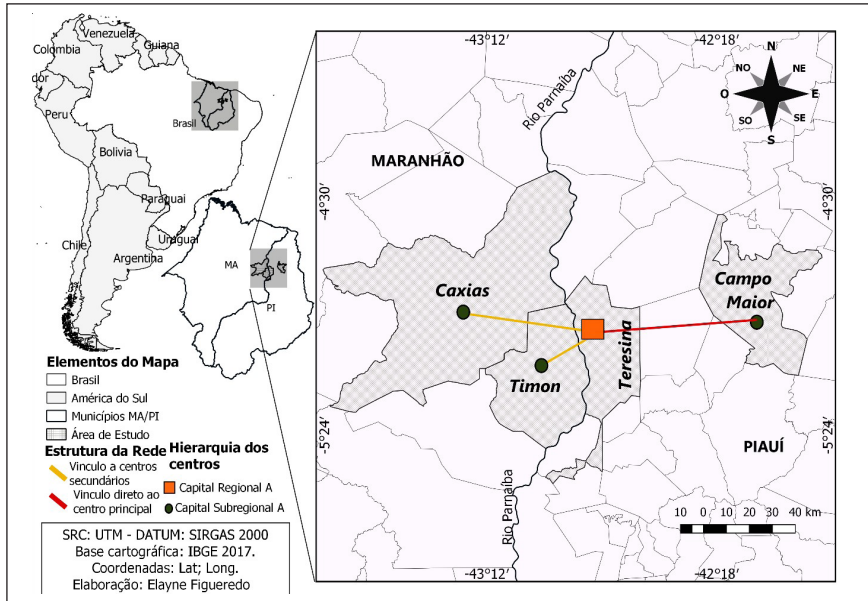 Venezuela
Colombia
Guiana
dor
Peru
Brasil
Bolivia
Paraguai
Chile
Uraguai
Argentina
MA
PI
Elementos do Mapa
Brasil
América do Sul
Municípios MA/PI
Área de Estudo
Estrutura da Rede
Vinculo a centros
secundários
Vinculo direto ao
centro principal
Hierarquia dos
centros
Capital Regional A
Capital Subregional A
SRC: UTM - DATUM: SIRGAS 2000
Base cartográfica: IBGE 2017.
Coordenadas: Lat; Long.
Elaboração: Elayne Figueredo
-43°12'
-42°18'
N
NO
NE
O
E
SO
SE
S
Rio Parnaíba
MARANHÃO
-4°30'
-4°30'
Caxias
Campo
Maior
Teresina
Timon
-5°24'
-5°24'
PIAUÍ
Rio Parnaíba
10 0 10 20 30 40 km
-43°12'
-42°18'